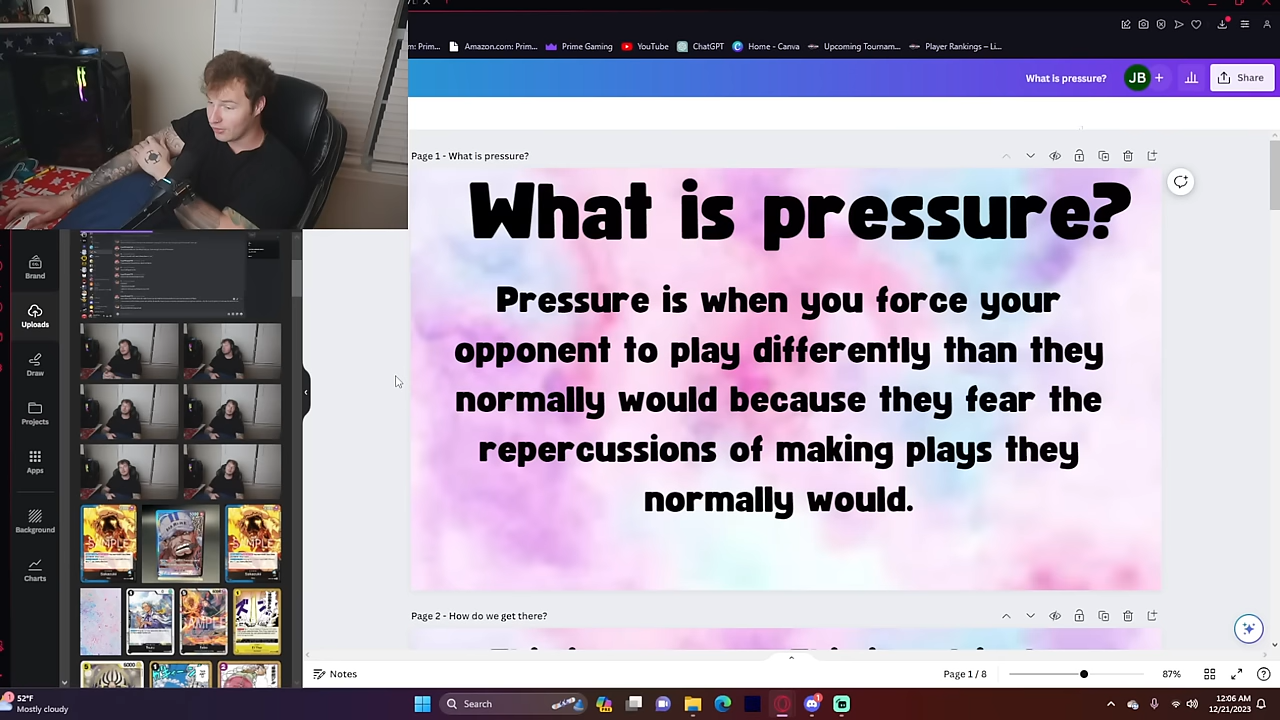 m: Prim...
Amazon.com: Prim...
Prime Gaming
YouTube
ChatGPT
Home - Canva
Upcoming Tournam...
Player Rankings – Li...
What is pressure?
JB
Share
Page 1 - What is pressure?
What is pressure?
Pressure is when you force your
opponent to play differently than they
normally would because they fear the
repercussions of making plays they
normally would.
Brand
Uploads
Draw
Projects
Apps
Background
Charts
SAMPLE
SAMPLE
SAMPLE
6000
Page 2 - How do we get there
Notes
Page 1 / 8
87%
52°F
Mostly cloudy
Search
12:06 AM
12/21/2023